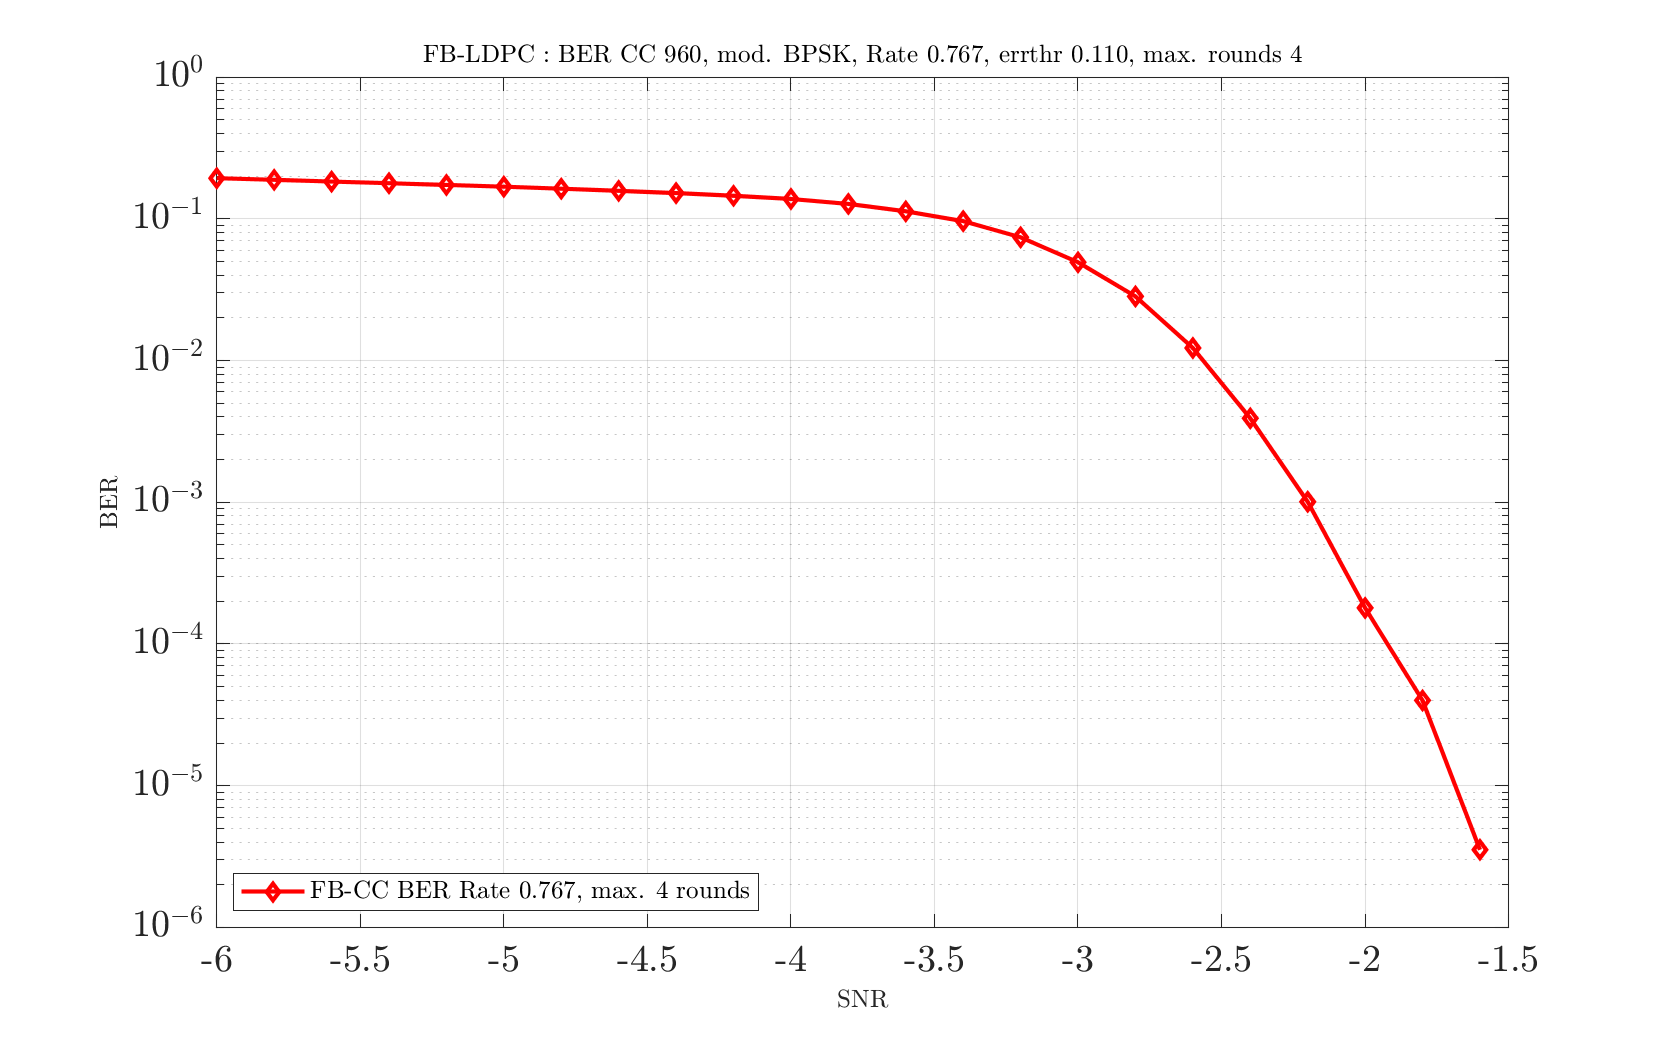 FB-LDPC : BER CC 960, mod. BPSK, Rate 0.767, errthr 0.110, max. rounds 4
10^0
10^-1
10^-2
10^-3
10^-4
10^-5
10^-6
BER
FB-CC BER Rate 0.767, max. 4 rounds
-6 -5.5 -5 -4.5 -4 -3.5 -3 -2.5 -2 -1.5
SNR